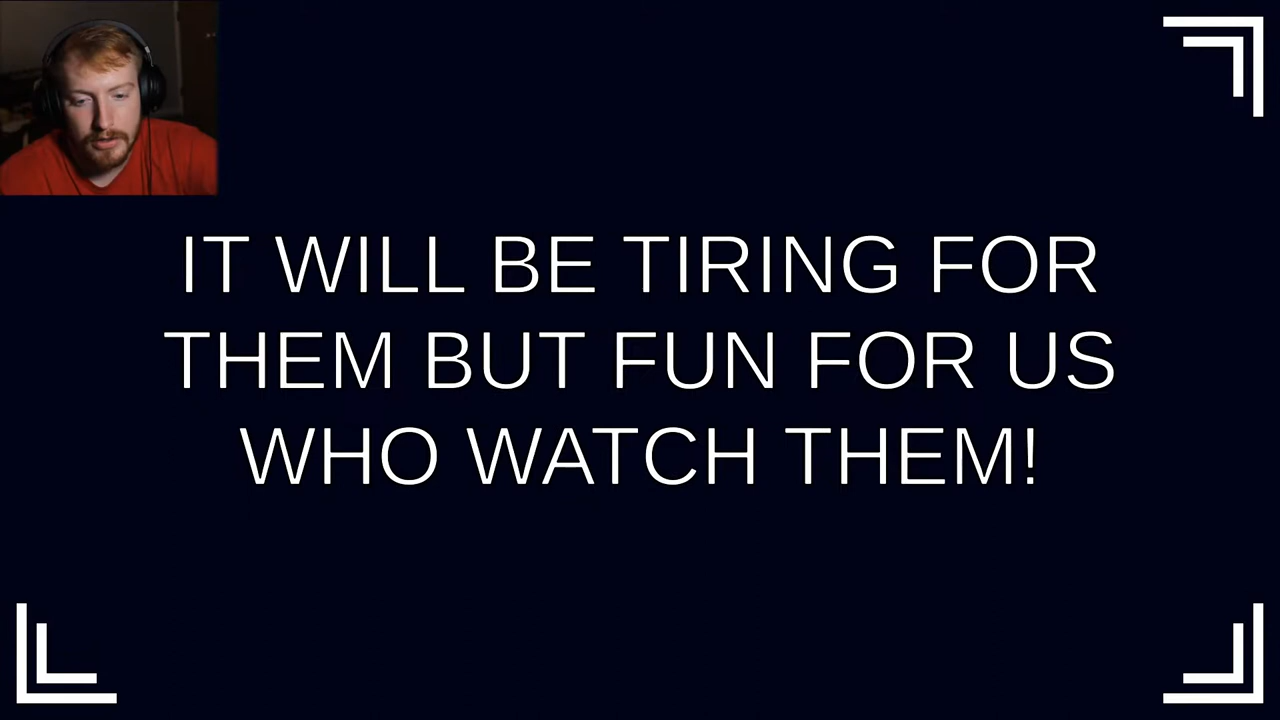 IT WILL BE TIRING FOR
THEM BUT FUN FOR US
WHO WATCH THEM!